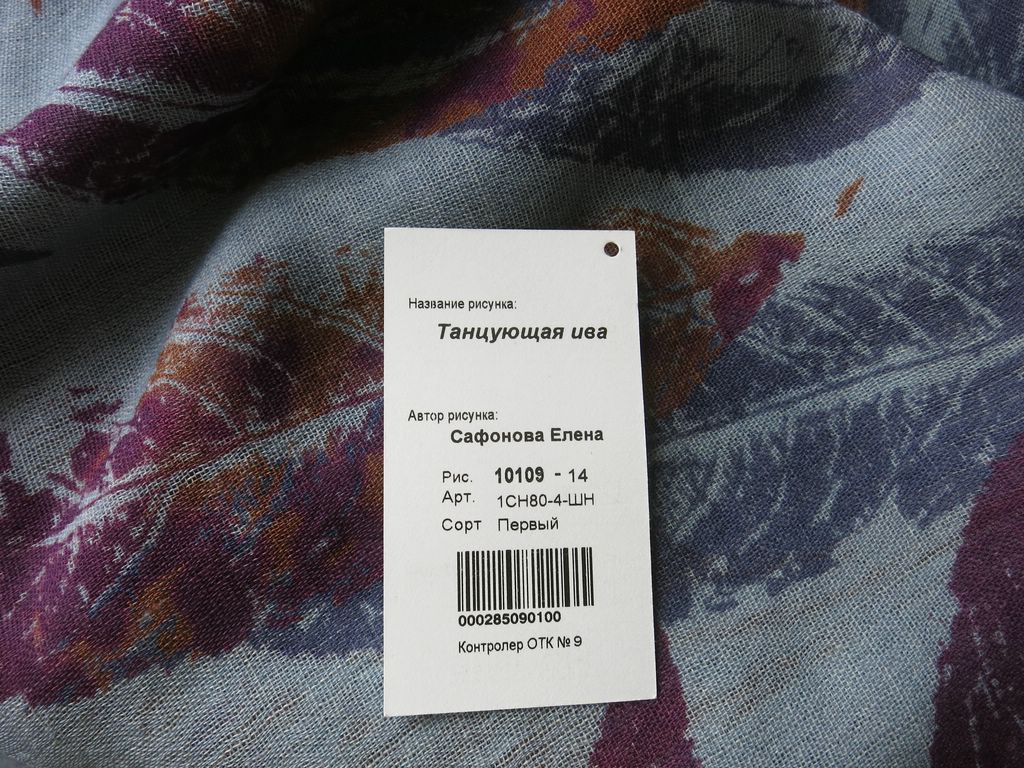 Название рисунка:
Танцующая ива
Автор рисунка:
Сафонова Елена
Рис. 10109 - 14
Арт. 1СН80-4-ШН
Сорт Первый
000285090100
Контролер ОТК № 9